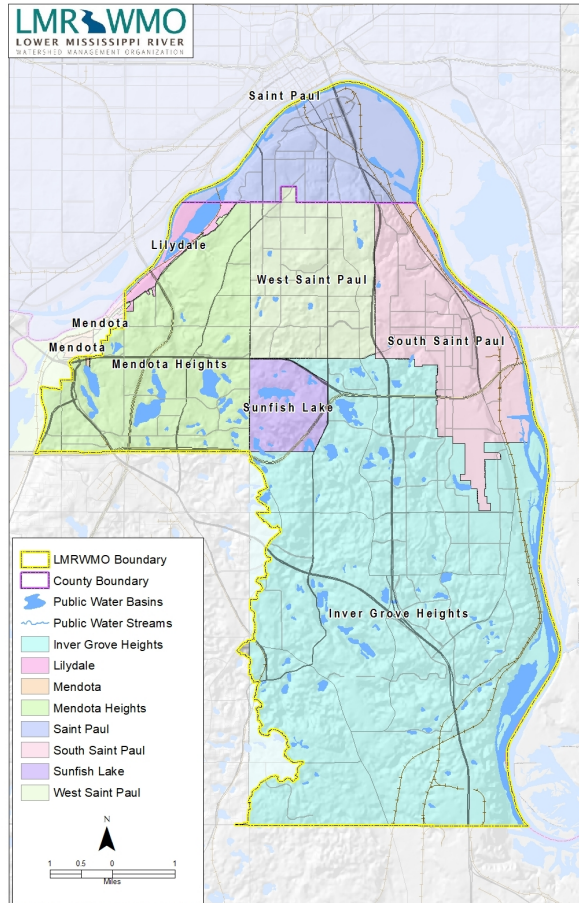 LMRWMO
LOWER MISSISSIPPI RIVER
WATERSHED MANAGEMENT ORGANIZATION
Saint Paul
Lilydale
West Saint Paul
Mendota
South Saint Paul
Mendota
Mendota Heights
Sunfish Lake
Inver Grove Heights
LMRWMO Boundary
County Boundary
Public Water Basins
Public Water Streams
Inver Grove Heights
Lilydale
Mendota
Mendota Heights
Saint Paul
South Saint Paul
Sunfish Lake
West Saint Paul
N
1 0.5 0 1
Miles